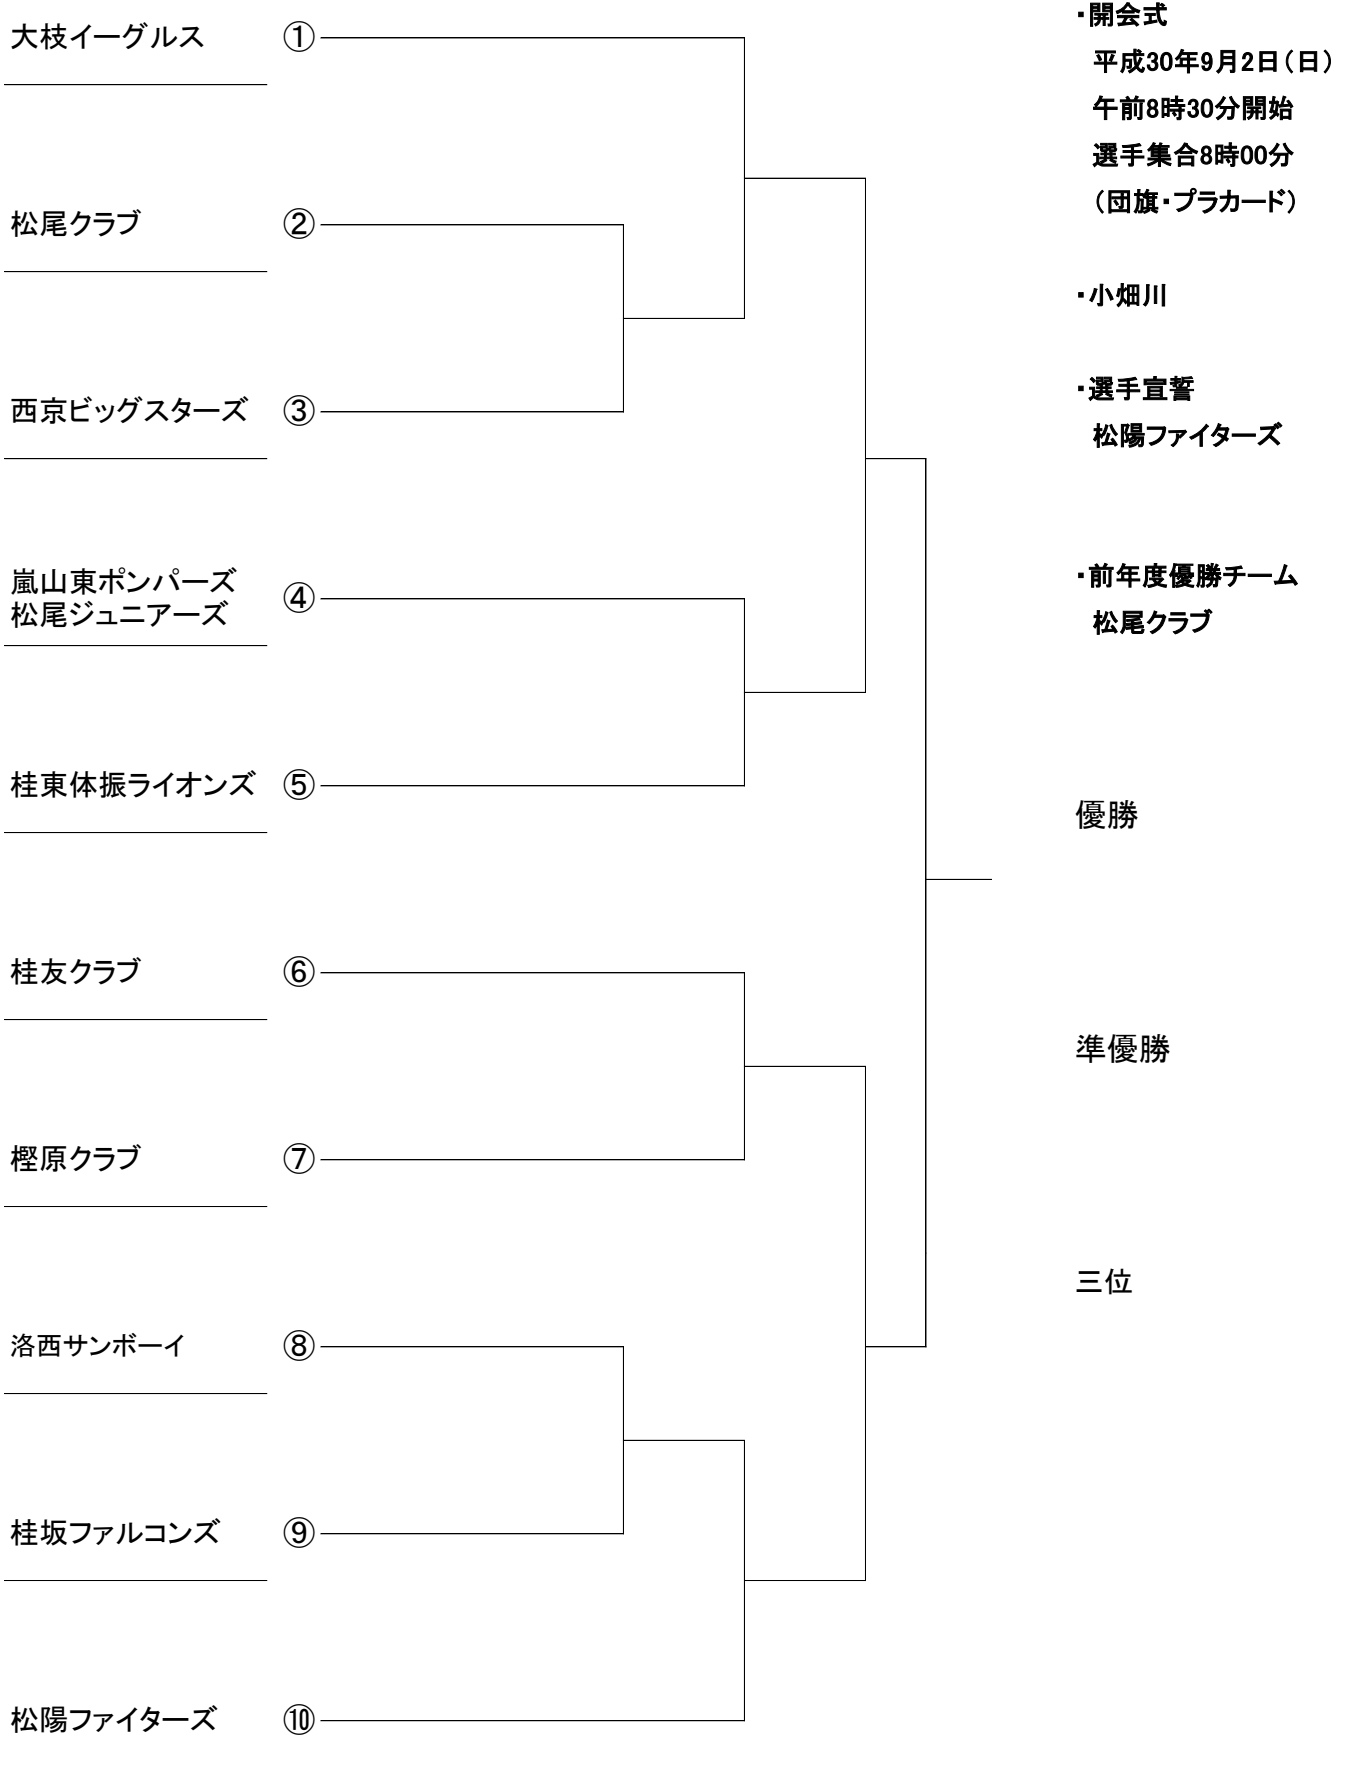 大枝イーグルス ①
松尾クラブ ②
西京ビッグスターズ ③
嵐山東ポンパーズ
松尾ジュニアーズ ④
桂東体振ライオンズ ⑤
桂友クラブ ⑥
樫原クラブ ⑦
洛西サンボーイ ⑧
桂坂ファルコンズ ⑨
松陽ファイターズ ⑩
・開会式
平成30年9月2日（日）
午前8時30分開始
選手集合8時00分
（団旗・プラカード）
・小畑川
・選手宣誓
松陽ファイターズ
・前年度優勝チーム
松尾クラブ
優勝
準優勝
三位